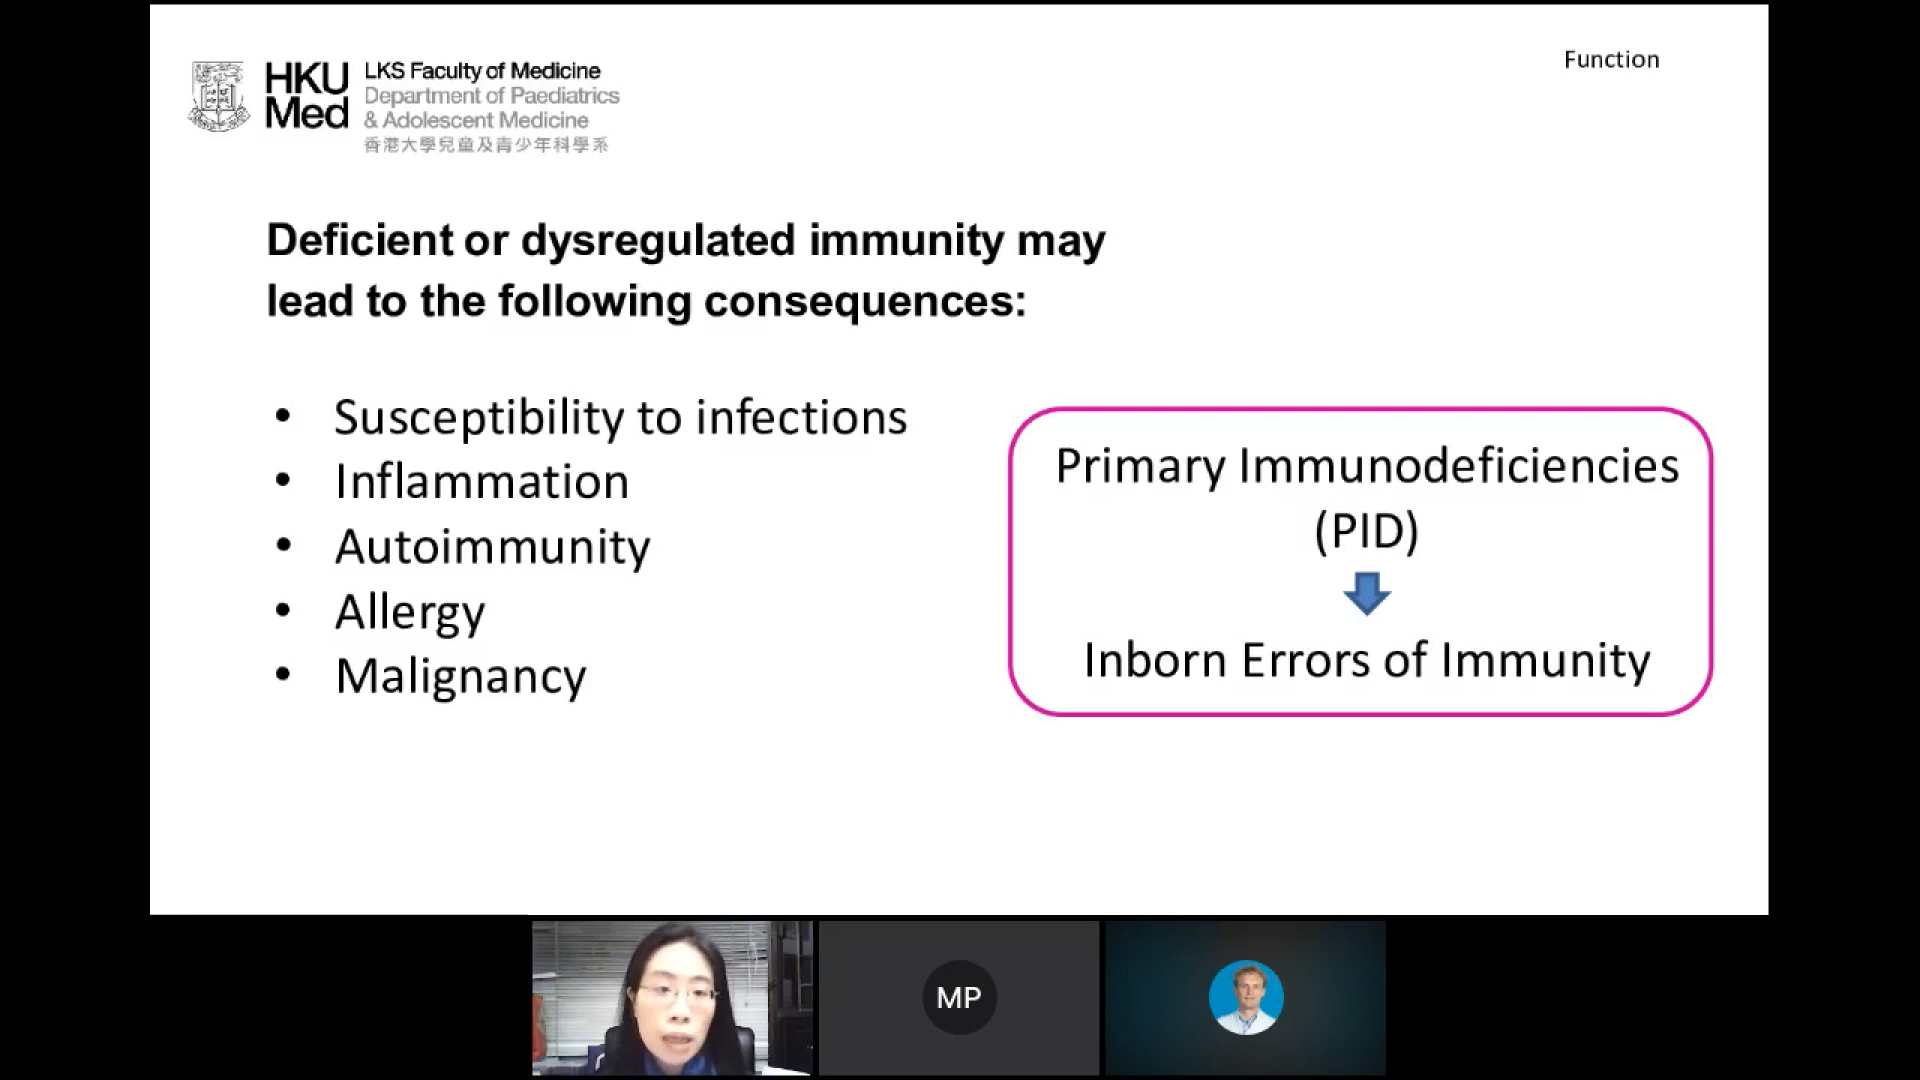 HKU
Med
LKS Faculty of Medicine
Department of Paediatrics
& Adolescent Medicine
香港大學兒童及青少年科學系
Function
Deficient or dysregulated immunity may
lead to the following consequences:
• Susceptibility to infections
• Inflammation
• Autoimmunity
• Allergy
• Malignancy
Primary Immunodeficiencies
(PID)
Inborn Errors of Immunity
MP